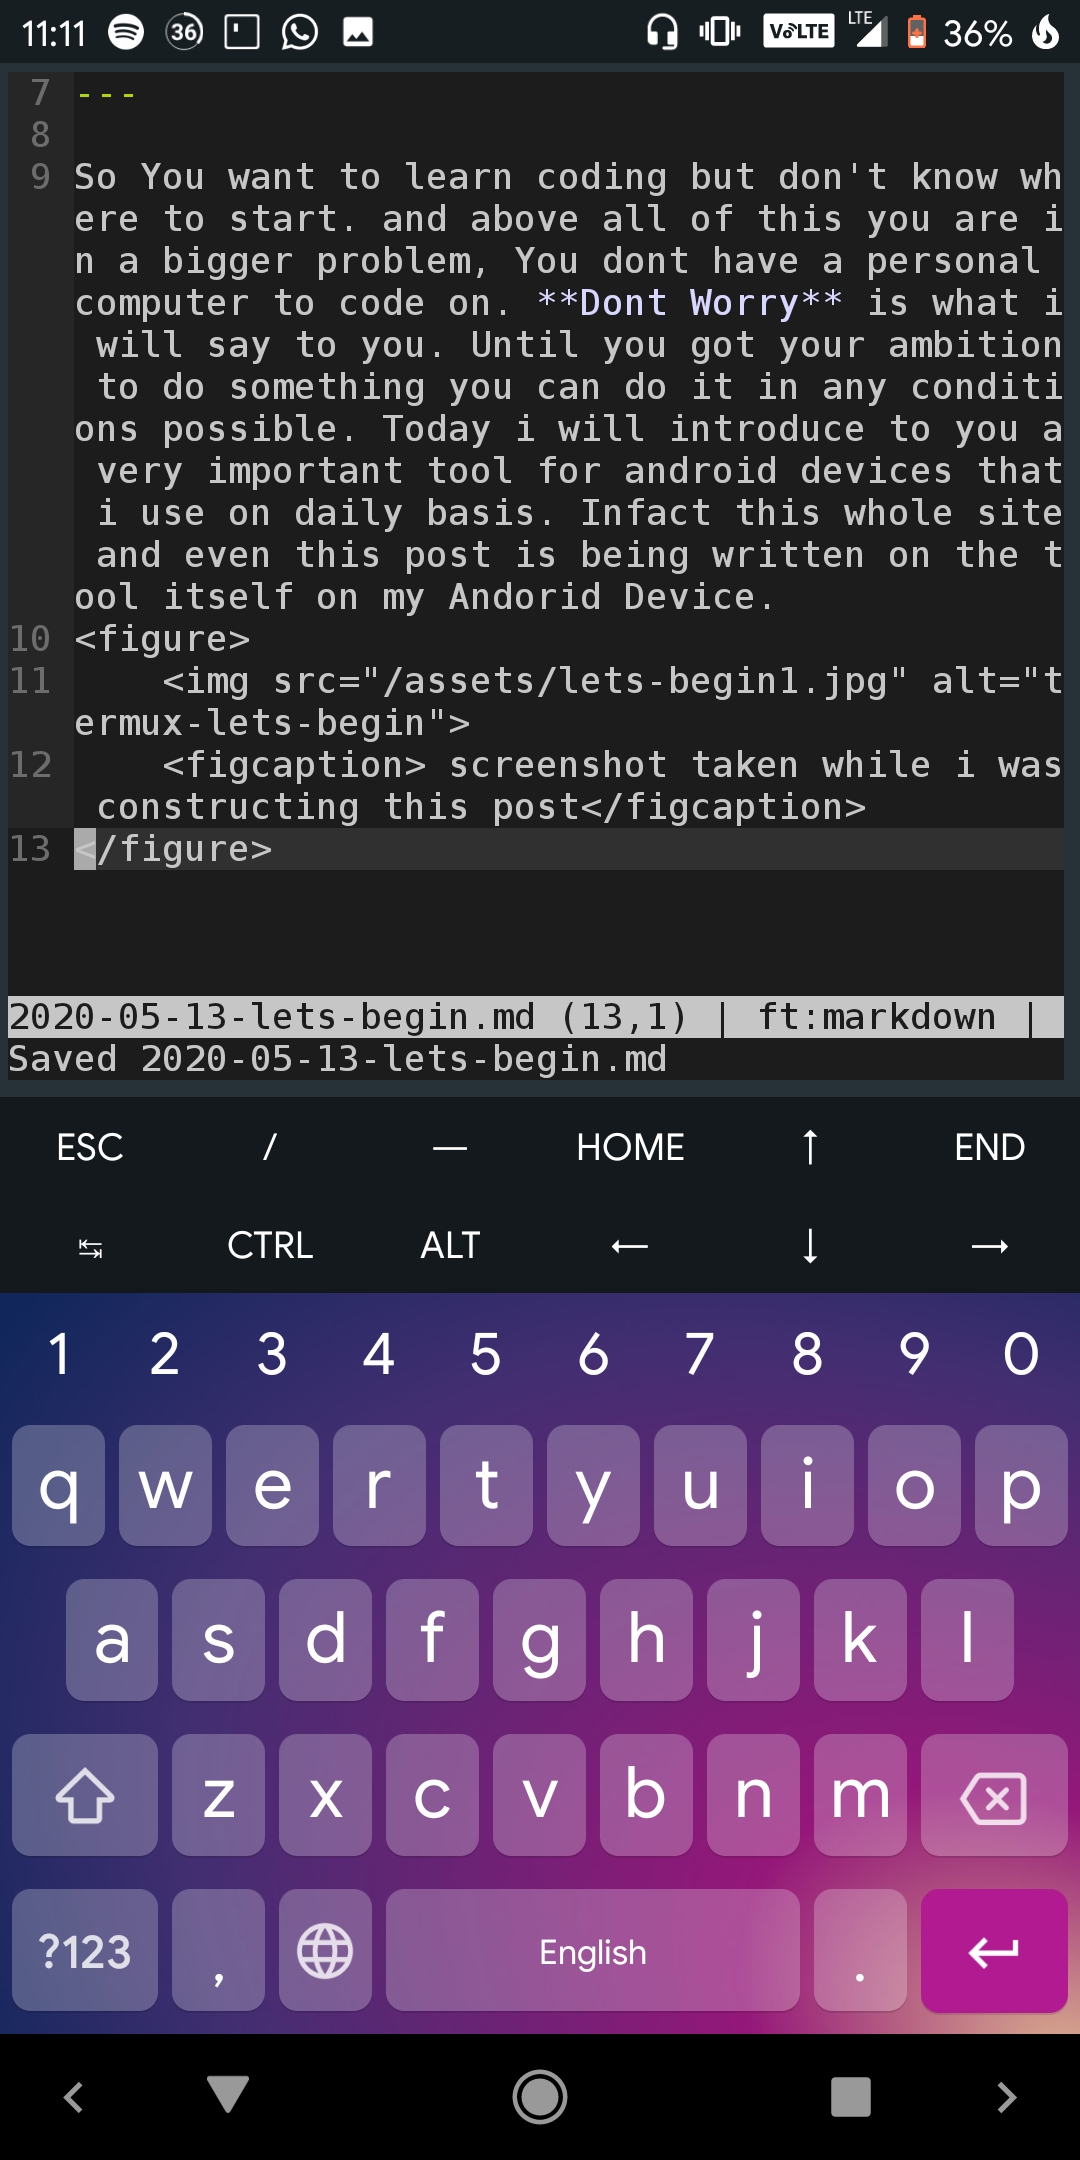 11:11 36 VoLTE LTE 36%
7 ---
8
9 So You want to learn coding but don't know wh
ere to start. and above all of this you are i
n a bigger problem, You dont have a personal
computer to code on. **Dont Worry** is what i
will say to you. Until you got your ambition
to do something you can do it in any conditi
ons possible. Today i will introduce to you a
very important tool for android devices that
i use on daily basis. Infact this whole site
and even this post is being written on the t
ool itself on my Andorid Device.
10 <figure>
11 <img src="/assets/lets-begin1.jpg" alt="t
ermux-lets-begin">
12 <figcaption> screenshot taken while i was
constructing this post</figcaption>
13 </figure>
2020-05-13-lets-begin.md (13,1) | ft:markdown |
Saved 2020-05-13-lets-begin.md
ESC / — HOME ↑ END
↹ CTRL ALT ← ↓ →
1 2 3 4 5 6 7 8 9 0
q w e r t y u i o p
a s d f g h j k l
z x c v b n m
?123 , English .